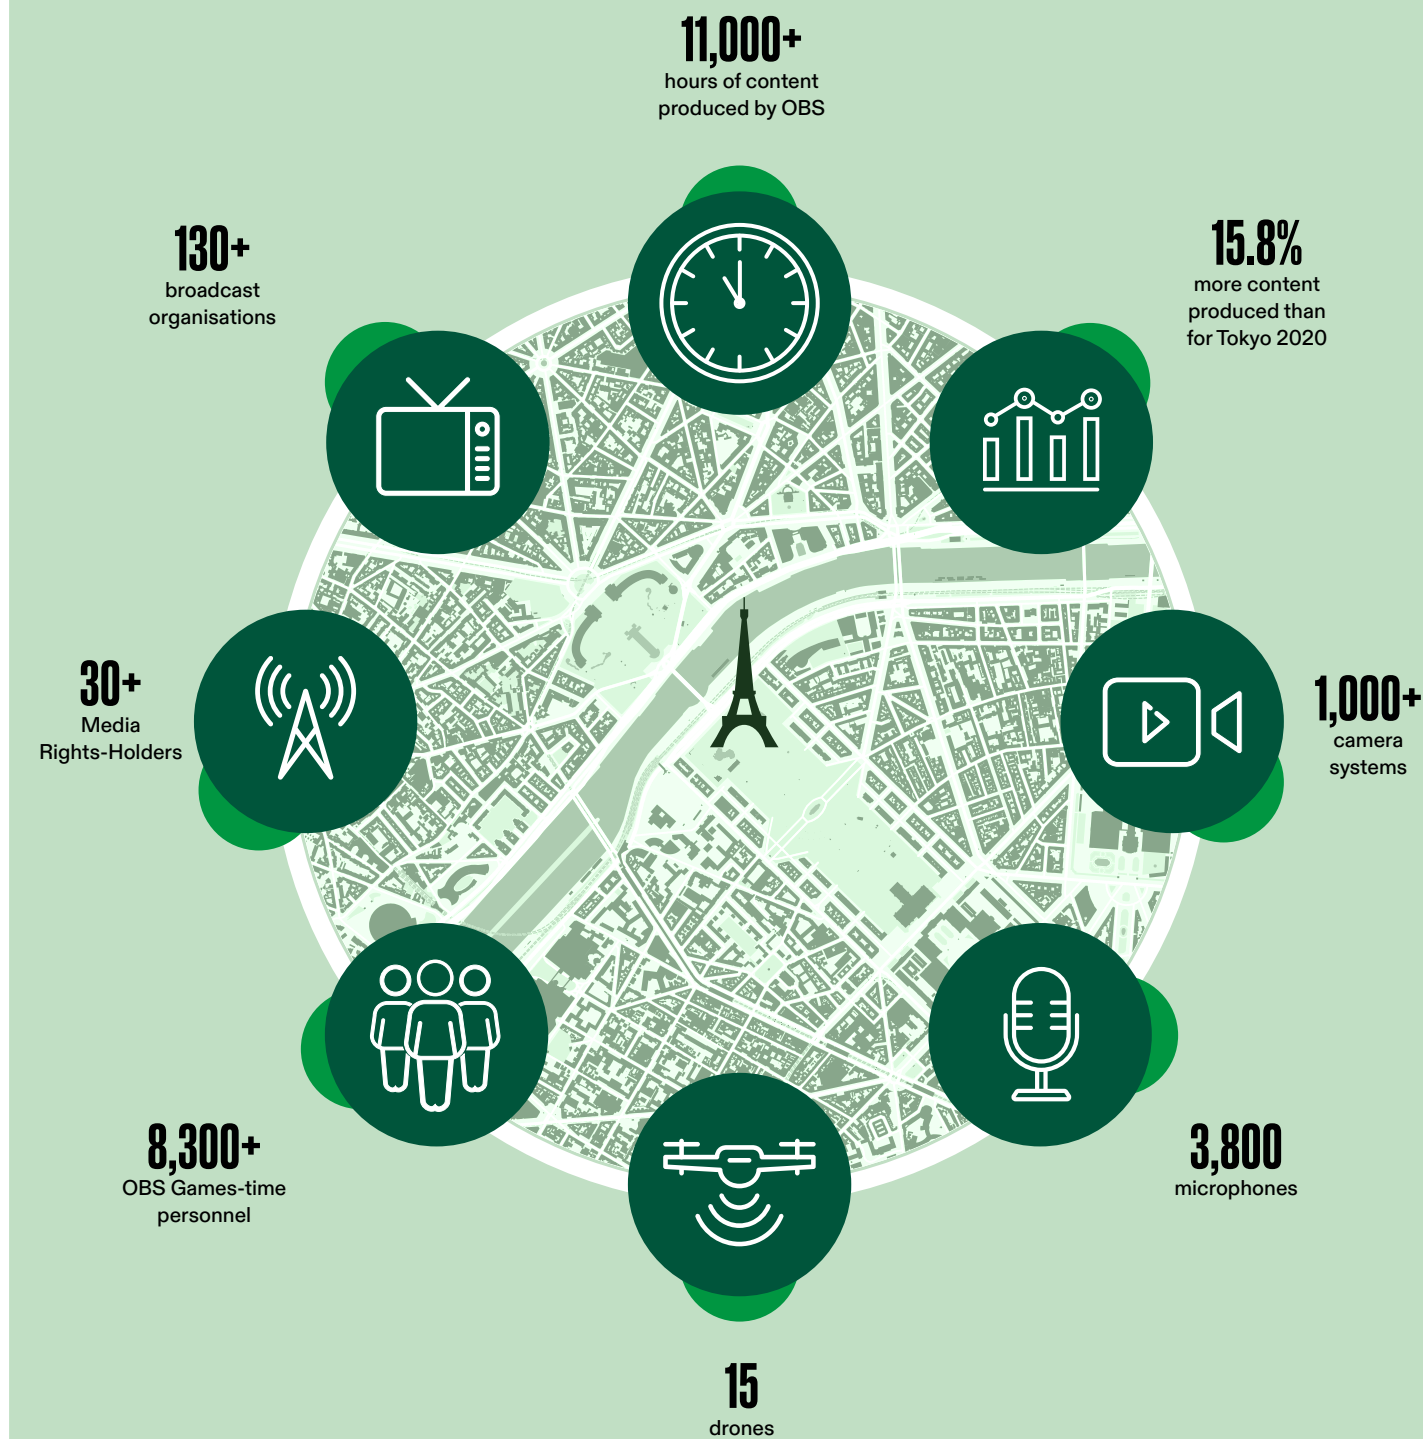 11,000+
hours of content
produced by OBS
130+
broadcast
organisations
15.8%
more content
produced than
for Tokyo 2020
30+
Media
Rights-Holders
1,000+
camera
systems
8,300+
OBS Games-time
personnel
3,800
microphones
15
drones